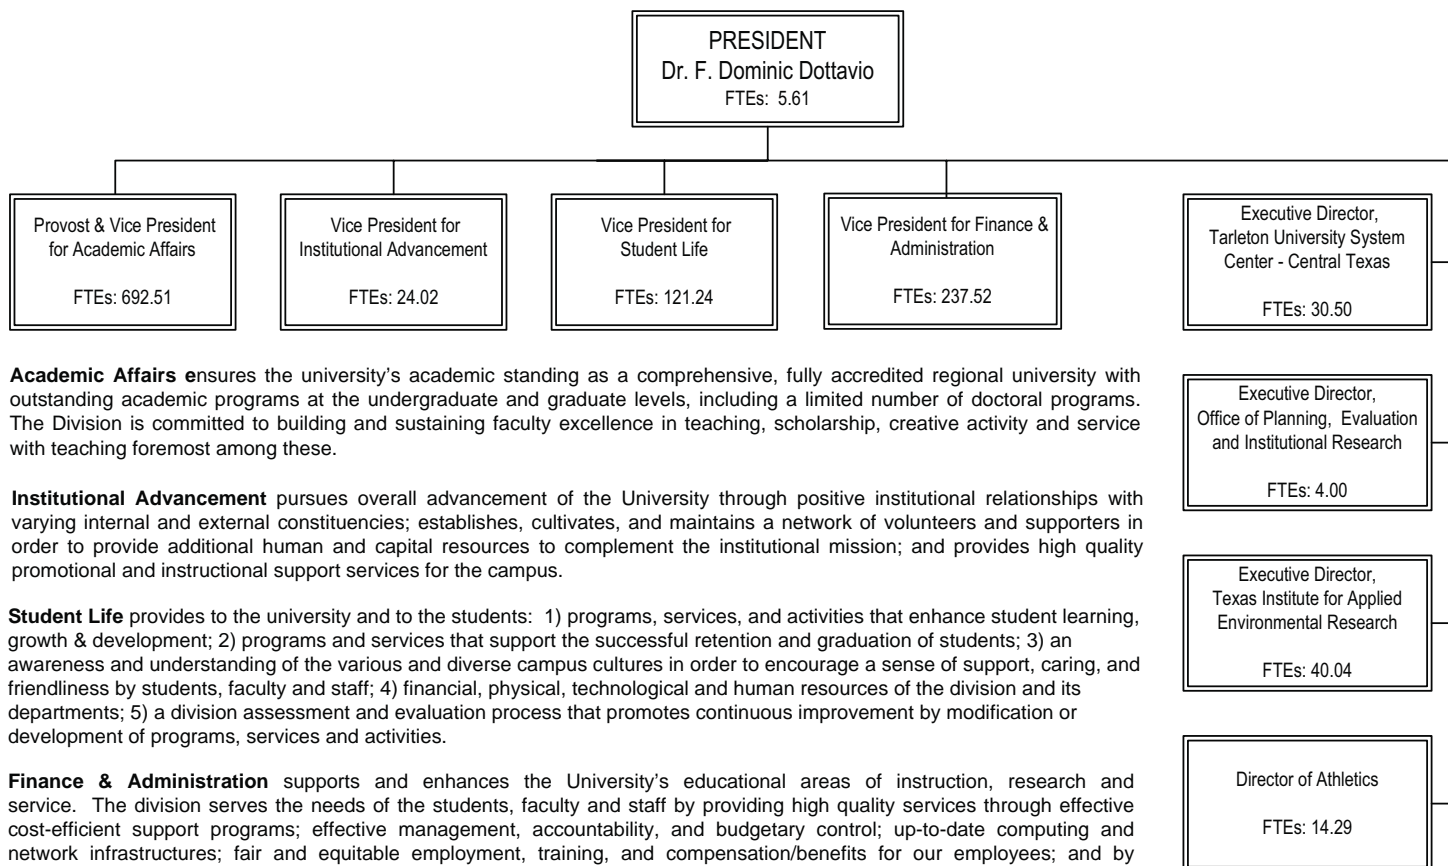 PRESIDENT
Dr. F. Dominic Dottavio
FTEs: 5.61
Provost & Vice President
for Academic Affairs
FTEs: 692.51
Vice President for
Institutional Advancement
FTEs: 24.02
Vice President for
Student Life
FTEs: 121.24
Vice President for Finance &
Administration
FTEs: 237.52
Executive Director,
Tarleton University System
Center - Central Texas
FTEs: 30.50
Academic Affairs ensures the university's academic standing as a comprehensive, fully accredited regional university with
outstanding academic programs at the undergraduate and graduate levels, including a limited number of doctoral programs.
The Division is committed to building and sustaining faculty excellence in teaching, scholarship, creative activity and service
with teaching foremost among these.
Institutional Advancement pursues overall advancement of the University through positive institutional relationships with
varying internal and external constituencies; establishes, cultivates, and maintains a network of volunteers and supporters in
order to provide additional human and capital resources to complement the institutional mission; and provides high quality
promotional and instructional support services for the campus.
Student Life provides to the university and to the students: 1) programs, services, and activities that enhance student learning,
growth & development; 2) programs and services that support the successful retention and graduation of students; 3) an
awareness and understanding of the various and diverse campus cultures in order to encourage a sense of support, caring, and
friendliness by students, faculty and staff; 4) financial, physical, technological and human resources of the division and its
departments; 5) a division assessment and evaluation process that promotes continuous improvement by modification or
development of programs, services and activities.
Finance & Administration supports and enhances the University's educational areas of instruction, research and
service. The division serves the needs of the students, faculty and staff by providing high quality services through effective
cost-efficient support programs; effective management, accountability, and budgetary control; up-to-date computing and
network infrastructures; fair and equitable employment, training, and compensation/benefits for our employees; and by
Executive Director,
Office of Planning, Evaluation
and Institutional Research
FTEs: 4.00
Executive Director,
Texas Institute for Applied
Environmental Research
FTEs: 40.04
Director of Athletics
FTEs: 14.29